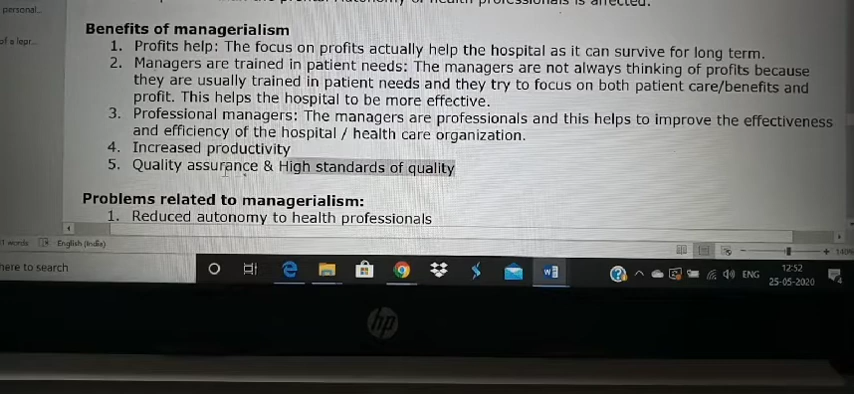 personal...
Benefits of managerialism
1. Profits help: The focus on profits actually help the hospital as it can survive for long term.
2. Managers are trained in patient needs: The managers are not always thinking of profits because
they are usually trained in patient needs and they try to focus on both patient care/benefits and
profit. This helps the hospital to be more effective.
3. Professional managers: The managers are professionals and this helps to improve the effectiveness
and efficiency of the hospital / health care organization.
4. Increased productivity
5. Quality assurance & High standards of quality
Problems related to managerialism:
1. Reduced autonomy to health professionals
words English (India)
140%
here to search
ENG
12:52
25-05-2020
hp